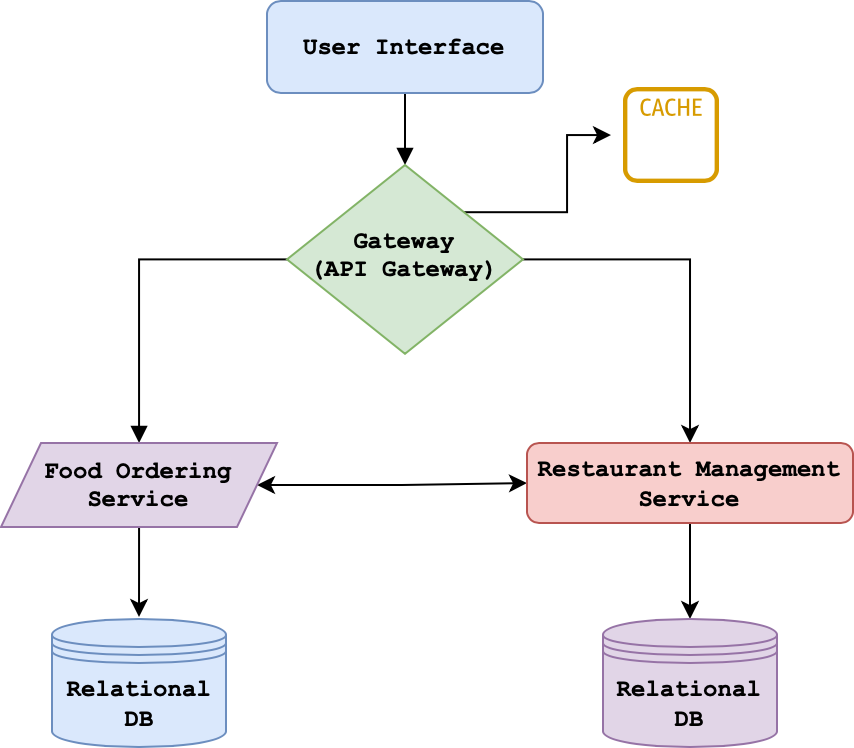 User Interface
CACHE
Gateway
(API Gateway)
Food Ordering
Service
Restaurant Management
Service
Relational
DB
Relational
DB